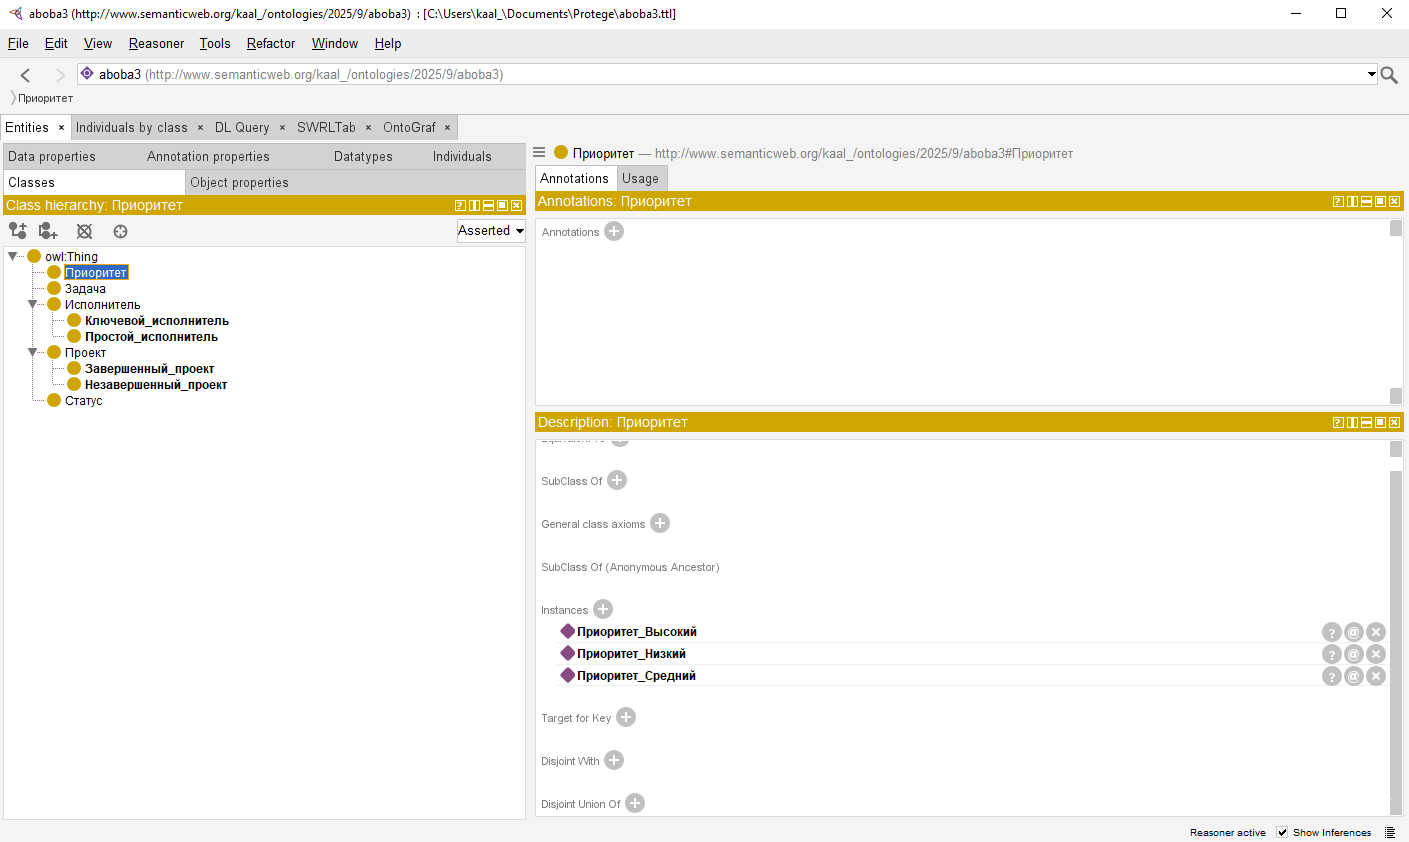 aboba3 (http://www.semanticweb.org/kaal_/ontologies/2025/9/aboba3) : [C:\Users\kaal_\Documents\Protege\aboba3.ttl]
File Edit View Reasoner Tools Refactor Window Help
aboba3 (http://www.semanticweb.org/kaal_/ontologies/2025/9/aboba3)
Приоритет
Entities × Individuals by class × DL Query × SWRLTab × OntoGraf ×
Data properties Annotation properties Datatypes Individuals
Classes Object properties
Class hierarchy: Приоритет
Asserted
owl:Thing
Приоритет
Задача
Исполнитель
Ключевой_исполнитель
Простой_исполнитель
Проект
Завершенный_проект
Незавершенный_проект
Статус
Приоритет — http://www.semanticweb.org/kaal_/ontologies/2025/9/aboba3#Приоритет
Annotations Usage
Annotations: Приоритет
Annotations
Description: Приоритет
SubClass Of
General class axioms
SubClass Of (Anonymous Ancestor)
Instances
Приоритет_Высокий
Приоритет_Низкий
Приоритет_Средний
Target for Key
Disjoint With
Disjoint Union Of
Reasoner active Show Inferences